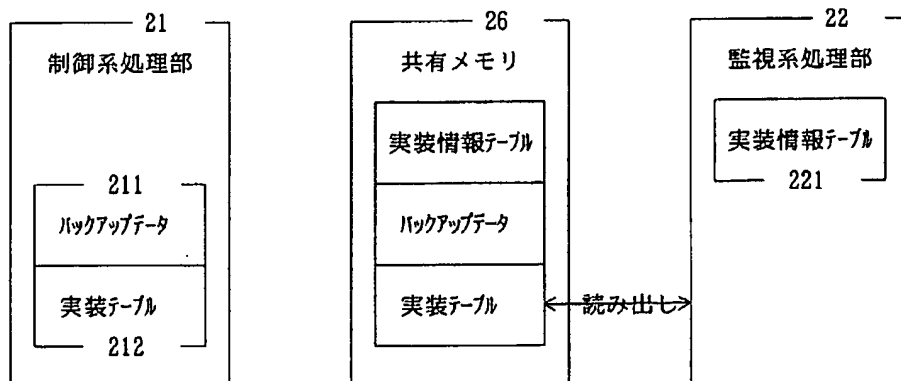 21
制御系処理部
211
バックアップデータ
実装テーブル
212
26
共有メモリ
実装情報テーブル
バックアップデータ
実装テーブル
読み出し
22
監視系処理部
実装情報テーブル
221